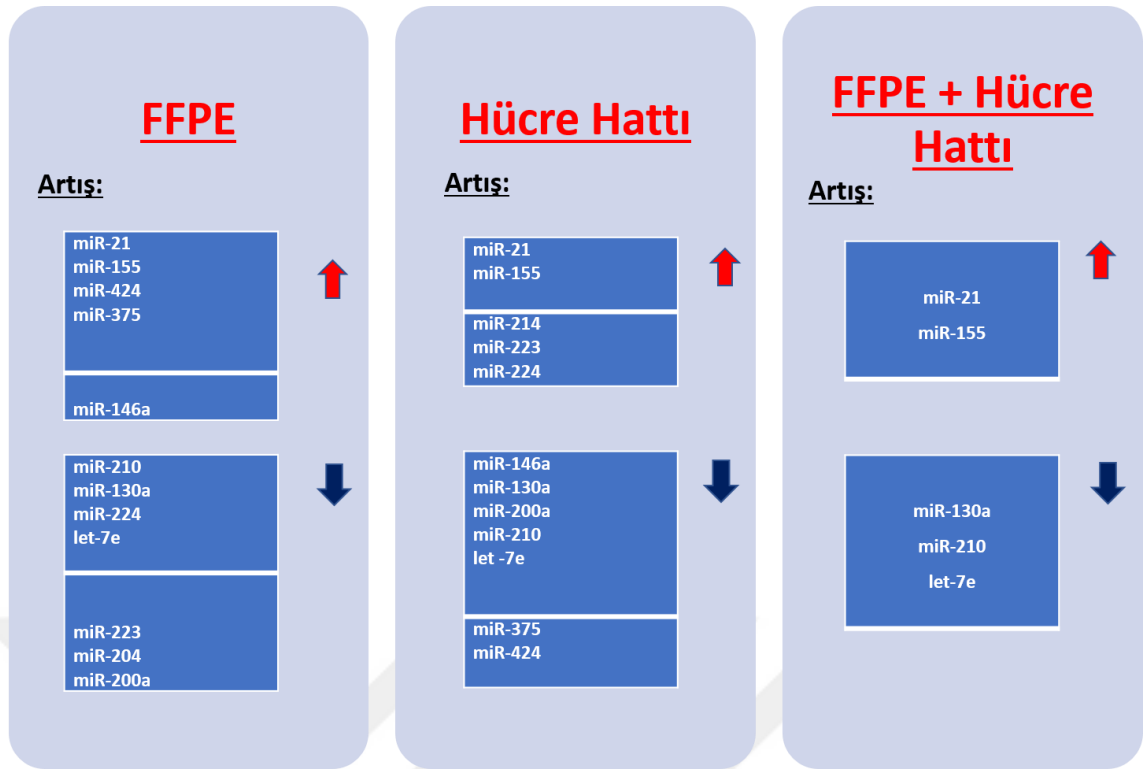 FFPE
Artış:
miR-21
miR-155
miR-424
miR-375
miR-146a
miR-210
miR-130a
miR-224
let-7e
miR-223
miR-204
miR-200a
Hücre Hattı
Artış:
miR-21
miR-155
miR-214
miR-223
miR-224
miR-146a
miR-130a
miR-200a
miR-210
let -7e
miR-375
miR-424
FFPE + Hücre
Hattı
Artış:
miR-21
miR-155
miR-130a
miR-210
let-7e